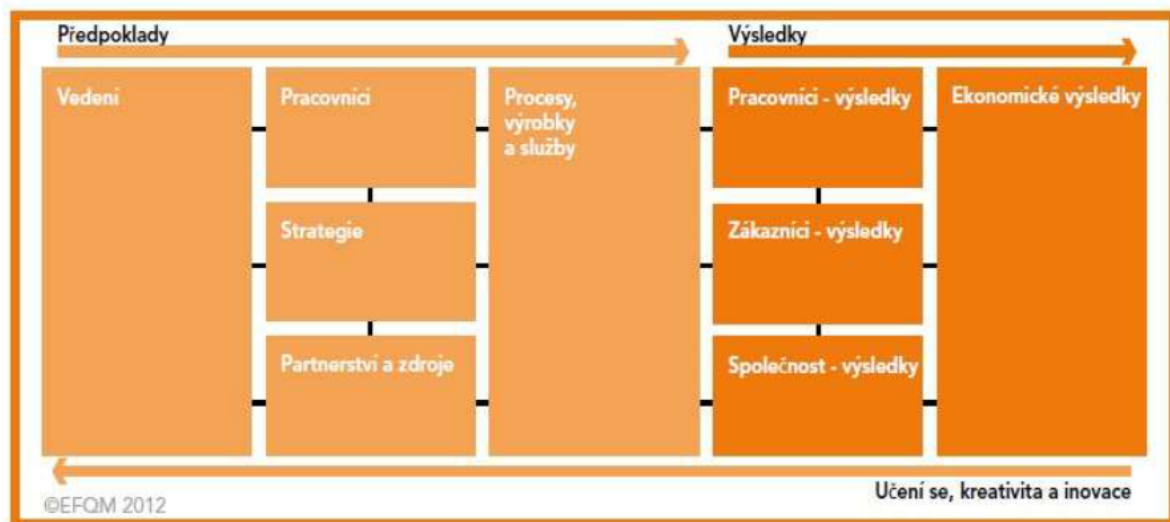 Předpoklady
Výsledky
Vedení
Pracovníci
Procesy,
výrobky
a služby
Pracovníci - výsledky
Ekonomické výsledky
Strategie
Zákazníci - výsledky
Partnerství a zdroje
Společnost - výsledky
Učení se, kreativita a inovace
©EFQM 2012